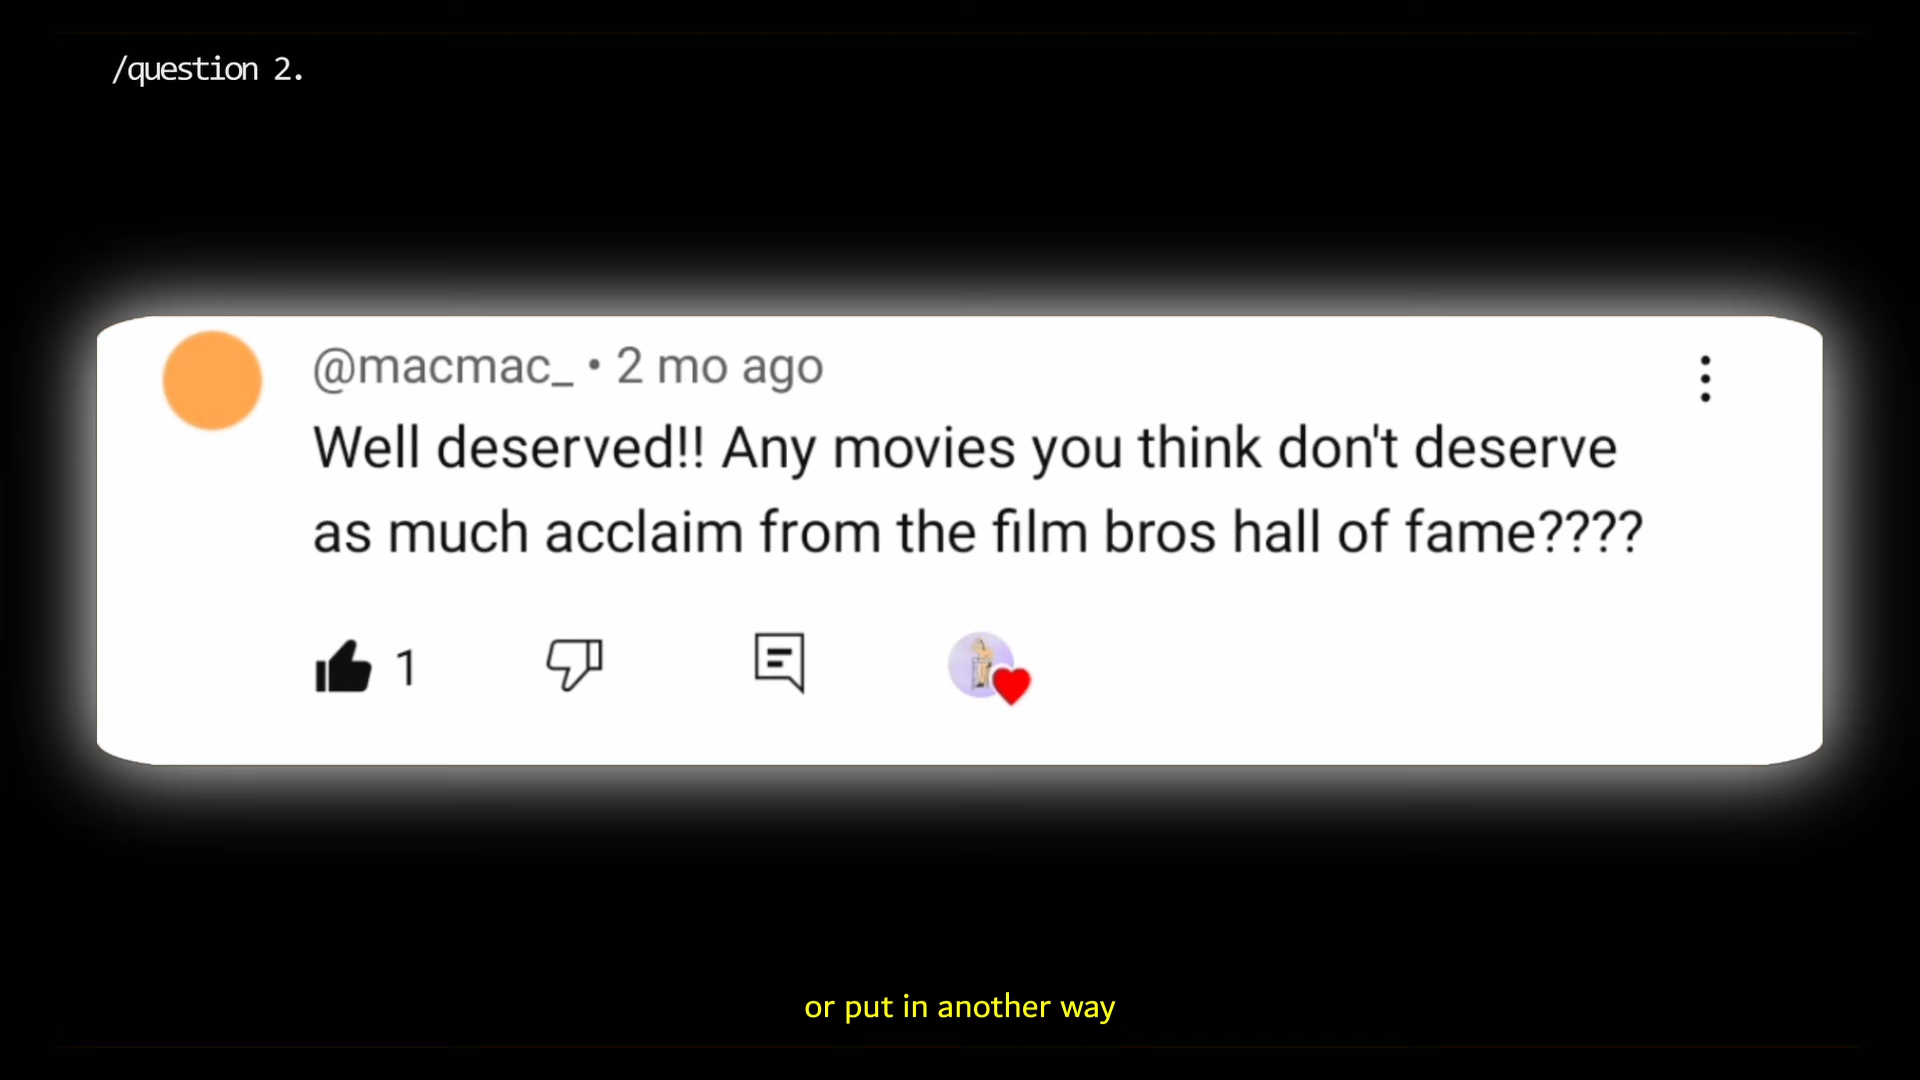 /question 2.
@macmac_ • 2 mo ago
Well deserved!! Any movies you think don't deserve
as much acclaim from the film bros hall of fame????
1
or put in another way